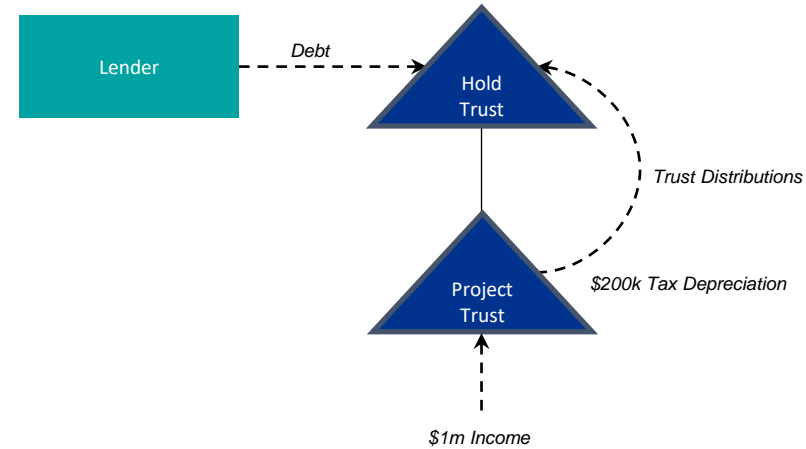 Lender
Debt
Hold
Trust
Trust Distributions
$200k Tax Depreciation
Project
Trust
$1m Income